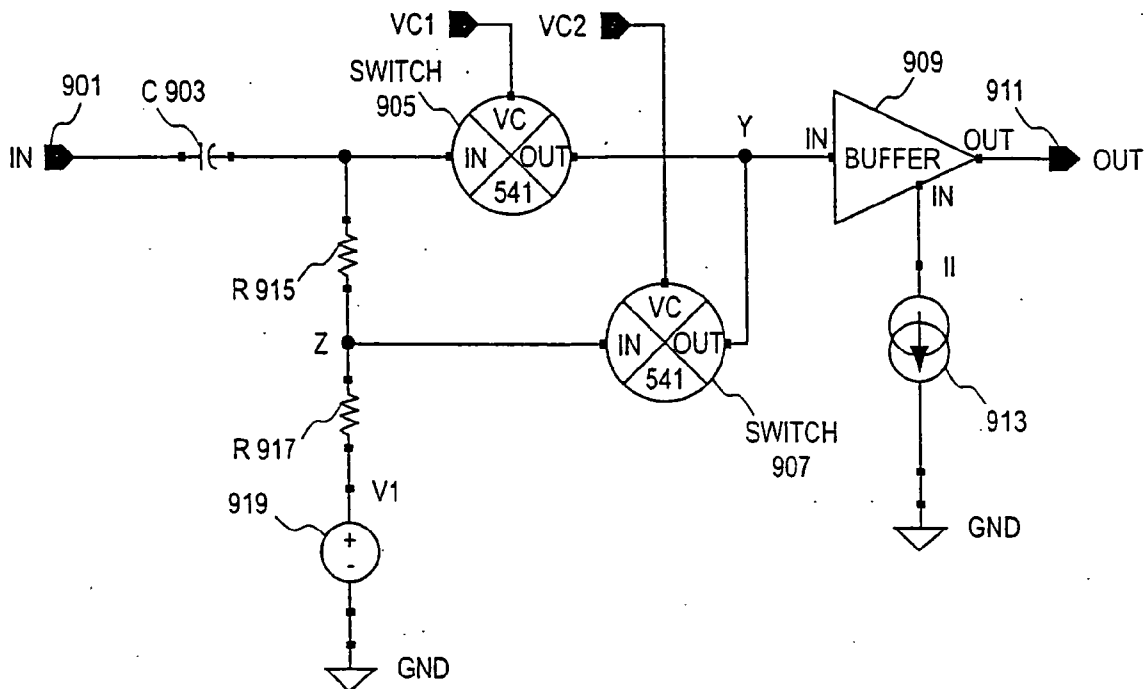 VC1
VC2
901
C 903
SWITCH
905
909
911
IN
VC
IN
OUT
541
Y
IN
BUFFER
OUT
IN
OUT
R 915
VC
IN
OUT
541
II
Z
913
R 917
SWITCH
907
V1
919
+
-
GND
GND